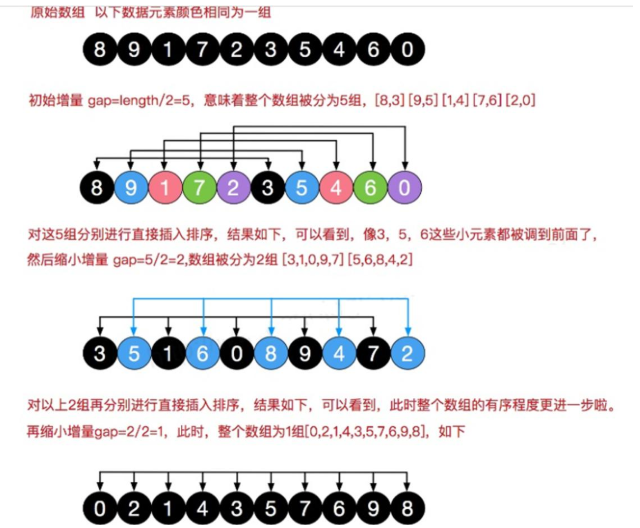 原始数组 以下数据元素颜色相同为一组
8 9 1 7 2 3 5 4 6 0
初始增量 gap=length/2=5，意味着整个数组被分为5组，[8,3][9,5][1,4][7,6][2,0]
8 9 1 7 2 3 5 4 6 0
对这5组分别进行直接插入排序，结果如下，可以看到，像3，5，6这些小元素都被调到前面了，
然后缩小增量 gap=5/2=2,数组被分为2组 [3,1,0,9,7][5,6,8,4,2]
3 5 1 6 0 8 9 4 7 2
对以上2组再分别进行直接插入排序，结果如下，可以看到，此时整个数组的有序程度更进一步啦。
再缩小增量gap=2/2=1，此时，整个数组为1组[0,2,1,4,3,5,7,6,9,8]，如下
0 2 1 4 3 5 7 6 9 8